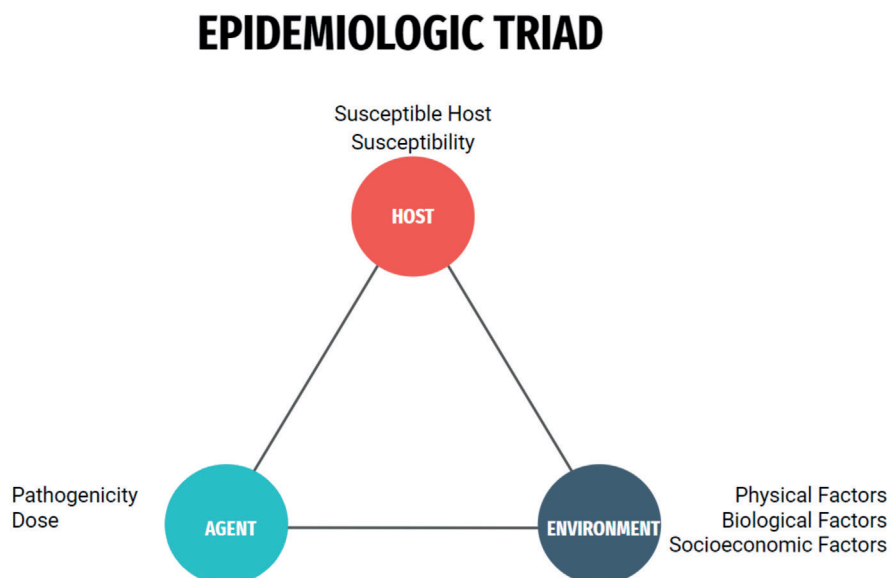 EPIDEMIOLOGIC TRIAD
Susceptible Host
Susceptibility
HOST
Pathogenicity
Dose
AGENT
ENVIRONMENT
Physical Factors
Biological Factors
Socioeconomic Factors